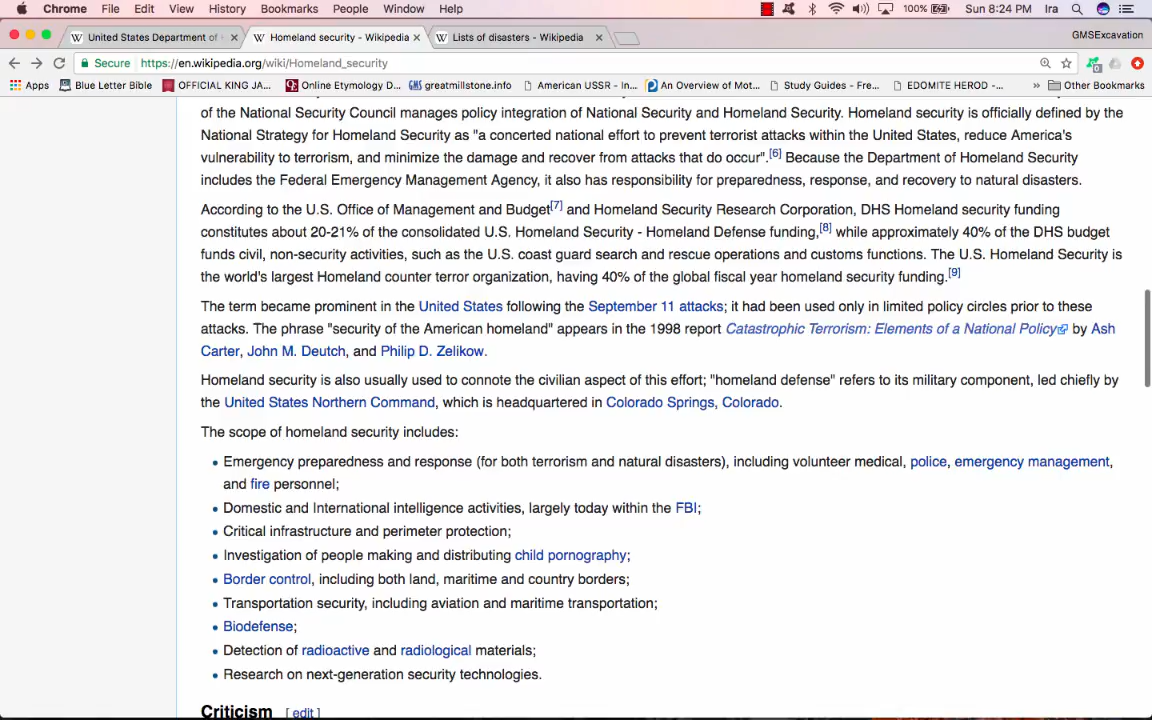 Chrome File Edit View History Bookmarks People Window Help 100% Sun 8:24 PM Ira
United States Department of Homeland security - Wikipedia Lists of disasters - Wikipedia GMSExcavation
Secure https://en.wikipedia.org/wiki/Homeland_security
Apps Blue Letter Bible OFFICIAL KING JA... Online Etymology D... greatmillstone.info American USSR - In... An Overview of Mot... Study Guides - Fre... EDOMITE HERO -... » Other Bookmarks
of the National Security Council manages policy integration of National Security and Homeland Security. Homeland security is officially defined by the
National Strategy for Homeland Security as "a concerted national effort to prevent terrorist attacks within the United States, reduce America's
vulnerability to terrorism, and minimize the damage and recover from attacks that do occur".[6] Because the Department of Homeland Security
includes the Federal Emergency Management Agency, it also has responsibility for preparedness, response, and recovery to natural disasters.
According to the U.S. Office of Management and Budget[7] and Homeland Security Research Corporation, DHS Homeland security funding
constitutes about 20-21% of the consolidated U.S. Homeland Security - Homeland Defense funding,[8] while approximately 40% of the DHS budget
funds civil, non-security activities, such as the U.S. coast guard search and rescue operations and customs functions. The U.S. Homeland Security is
the world's largest Homeland counter terror organization, having 40% of the global fiscal year homeland security funding.[9]
The term became prominent in the United States following the September 11 attacks; it had been used only in limited policy circles prior to these
attacks. The phrase "security of the American homeland" appears in the 1998 report Catastrophic Terrorism: Elements of a National Policy by Ash
Carter, John M. Deutch, and Philip D. Zelikow.
Homeland security is also usually used to connote the civilian aspect of this effort; "homeland defense" refers to its military component, led chiefly by
the United States Northern Command, which is headquartered in Colorado Springs, Colorado.
The scope of homeland security includes:
• Emergency preparedness and response (for both terrorism and natural disasters), including volunteer medical, police, emergency management,
and fire personnel;
• Domestic and International intelligence activities, largely today within the FBI;
• Critical infrastructure and perimeter protection;
• Investigation of people making and distributing child pornography;
• Border control, including both land, maritime and country borders;
• Transportation security, including aviation and maritime transportation;
• Biodefense;
• Detection of radioactive and radiological materials;
• Research on next-generation security technologies.
Criticism [ edit ]